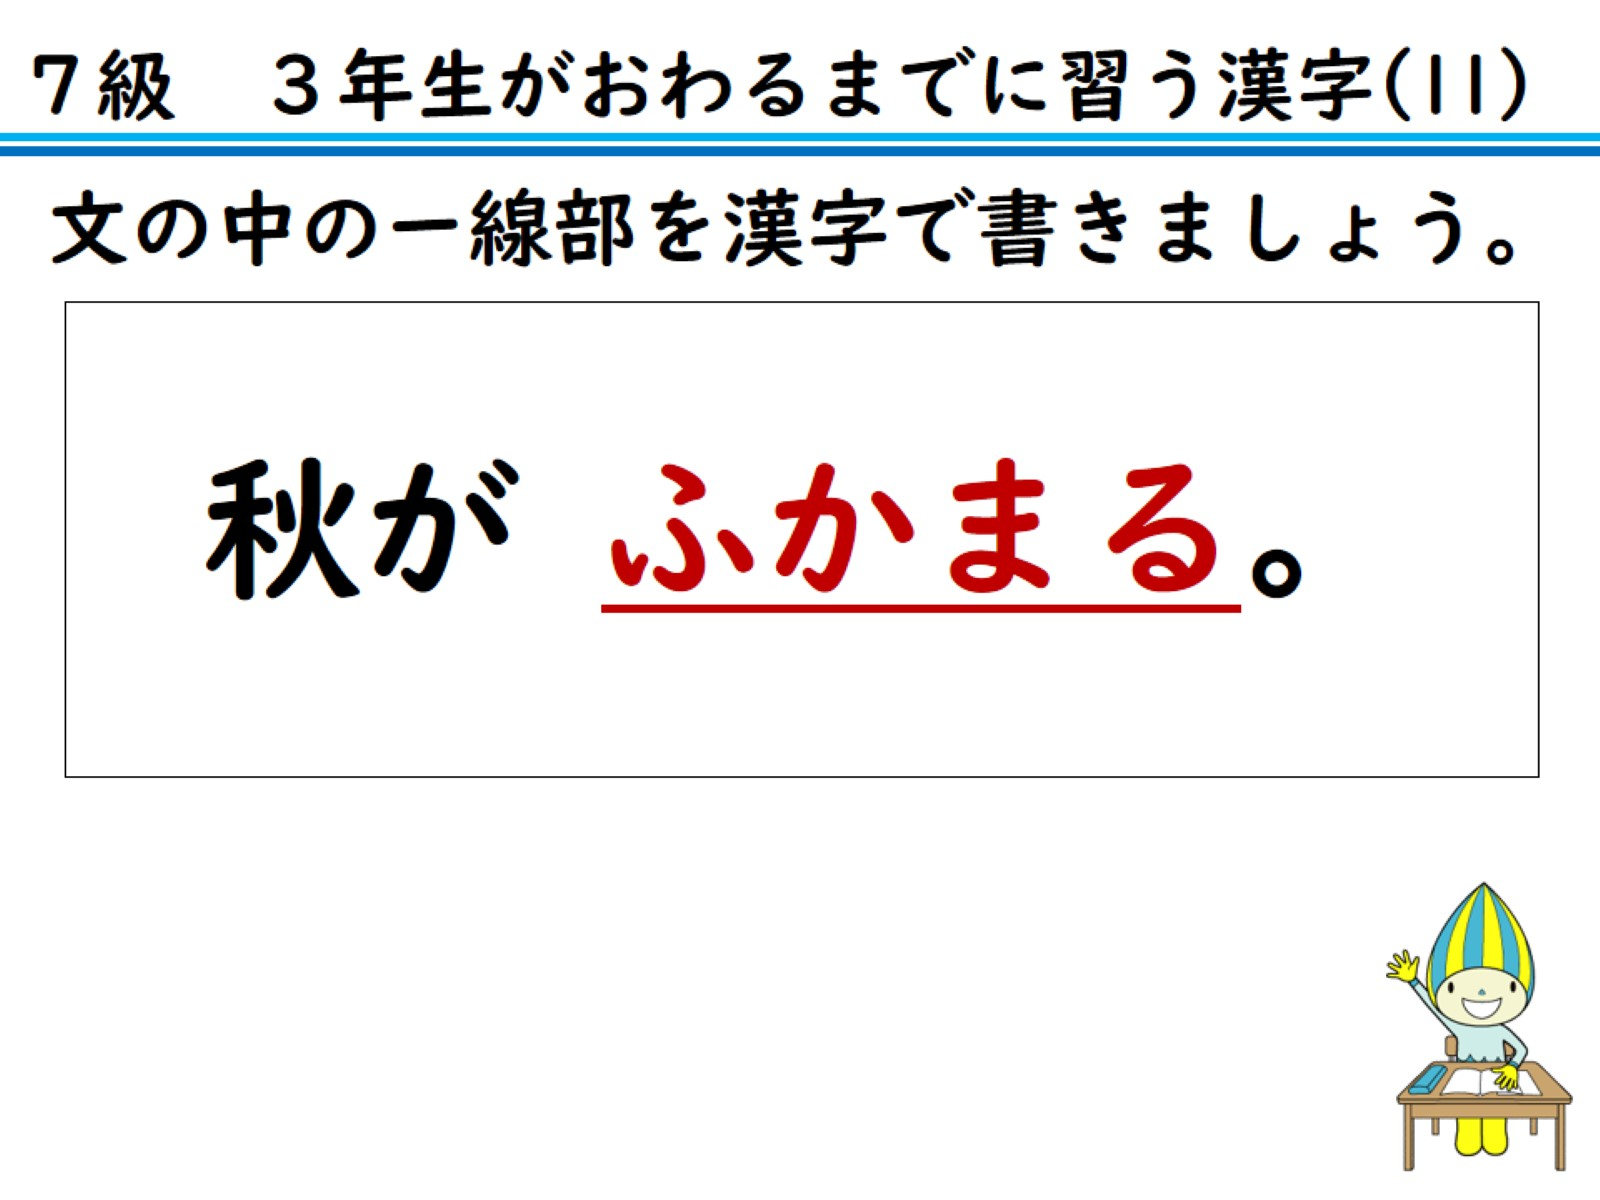 ７級　３年生がおわるまでに習う漢字(11)
文の中の―線部を漢字で書きましょう。
秋が ふかまる。